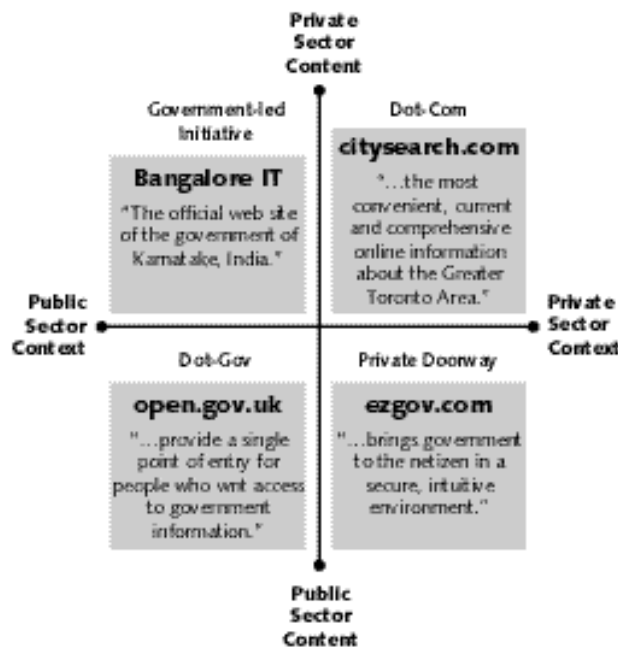 Private
Sector
Content
Government-led
Initiative
Bangalore IT
"The official web site
of the government of
Karnatake, India."
Dot-Com
citysearch.com
"...the most
convenient, current
and comprehensive
online information
about the Greater
Toronto Area."
Public
Sector
Context
Private
Sector
Context
Dot-Gov
open.gov.uk
"...provide a single
point of entry for
people who wnt access
to government
information."
Private Doorway
ezgov.com
"...brings government
to the netizen in a
secure, intuitive
environment."
Public
Sector
Content